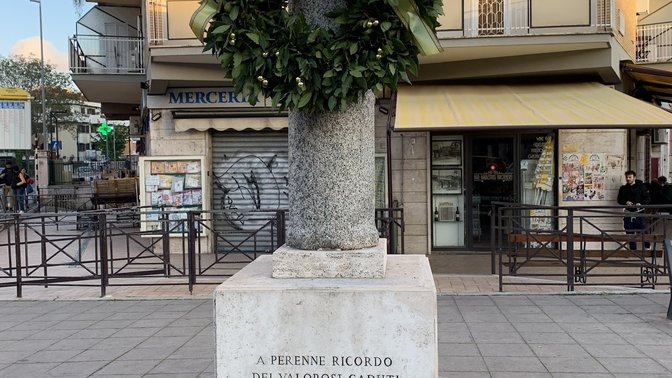 MERCER
A PERENNE RICORDO
DEI VALOROSI CADUTI